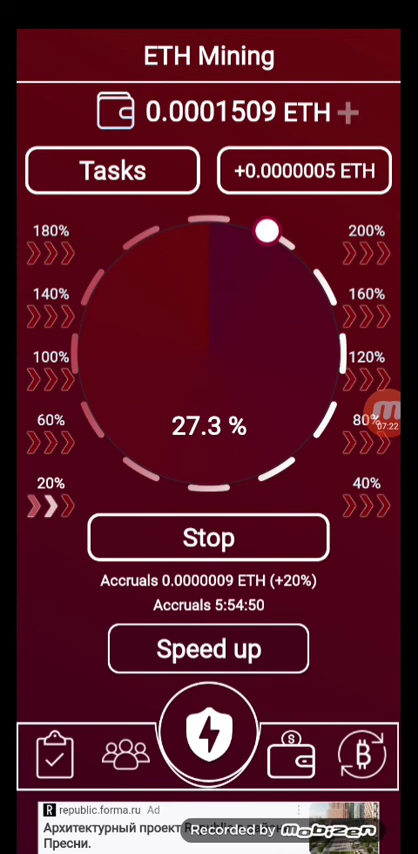 ETH Mining
0.0001509 ETH +
Tasks
+0.0000005 ETH
180%
200%
140%
160%
100%
120%
60%
80%
07:22
27.3 %
20%
40%
Stop
Accruals 0.0000009 ETH (+20%)
Accruals 5:54:50
Speed up
R republic.forma.ru Ad
Архитектурный проект
Пресни.
Recorded by mobizen